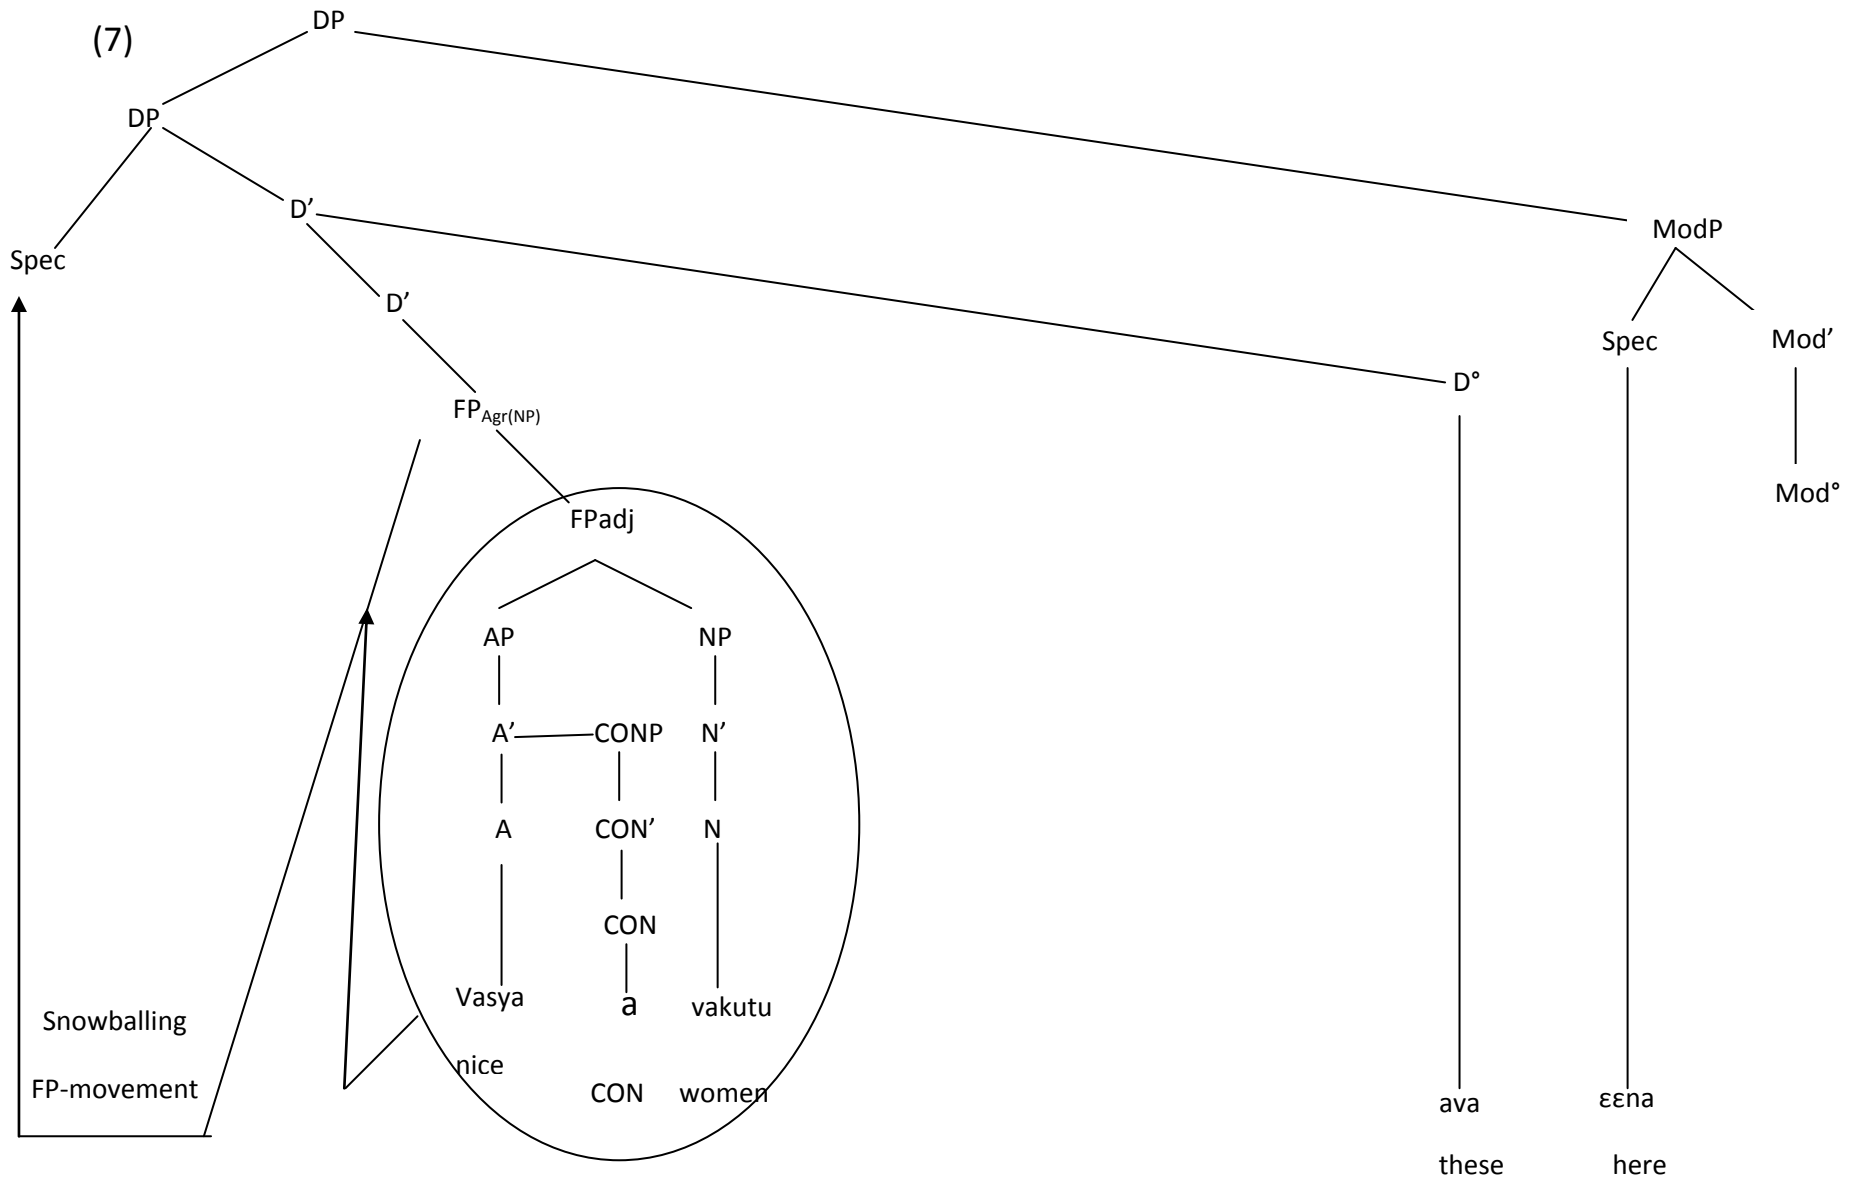 (7)
DP
DP
D’
Spec
ModP
D’
Spec
Mod’
D°
FPAgr(NP)
Mod°
FPadj
AP
NP
A’
CONP
N’
A
CON’
N
CON
Vasya
a
vakutu
Snowballing
nice
FP-movement
CON
women
ava
εεna
these
here